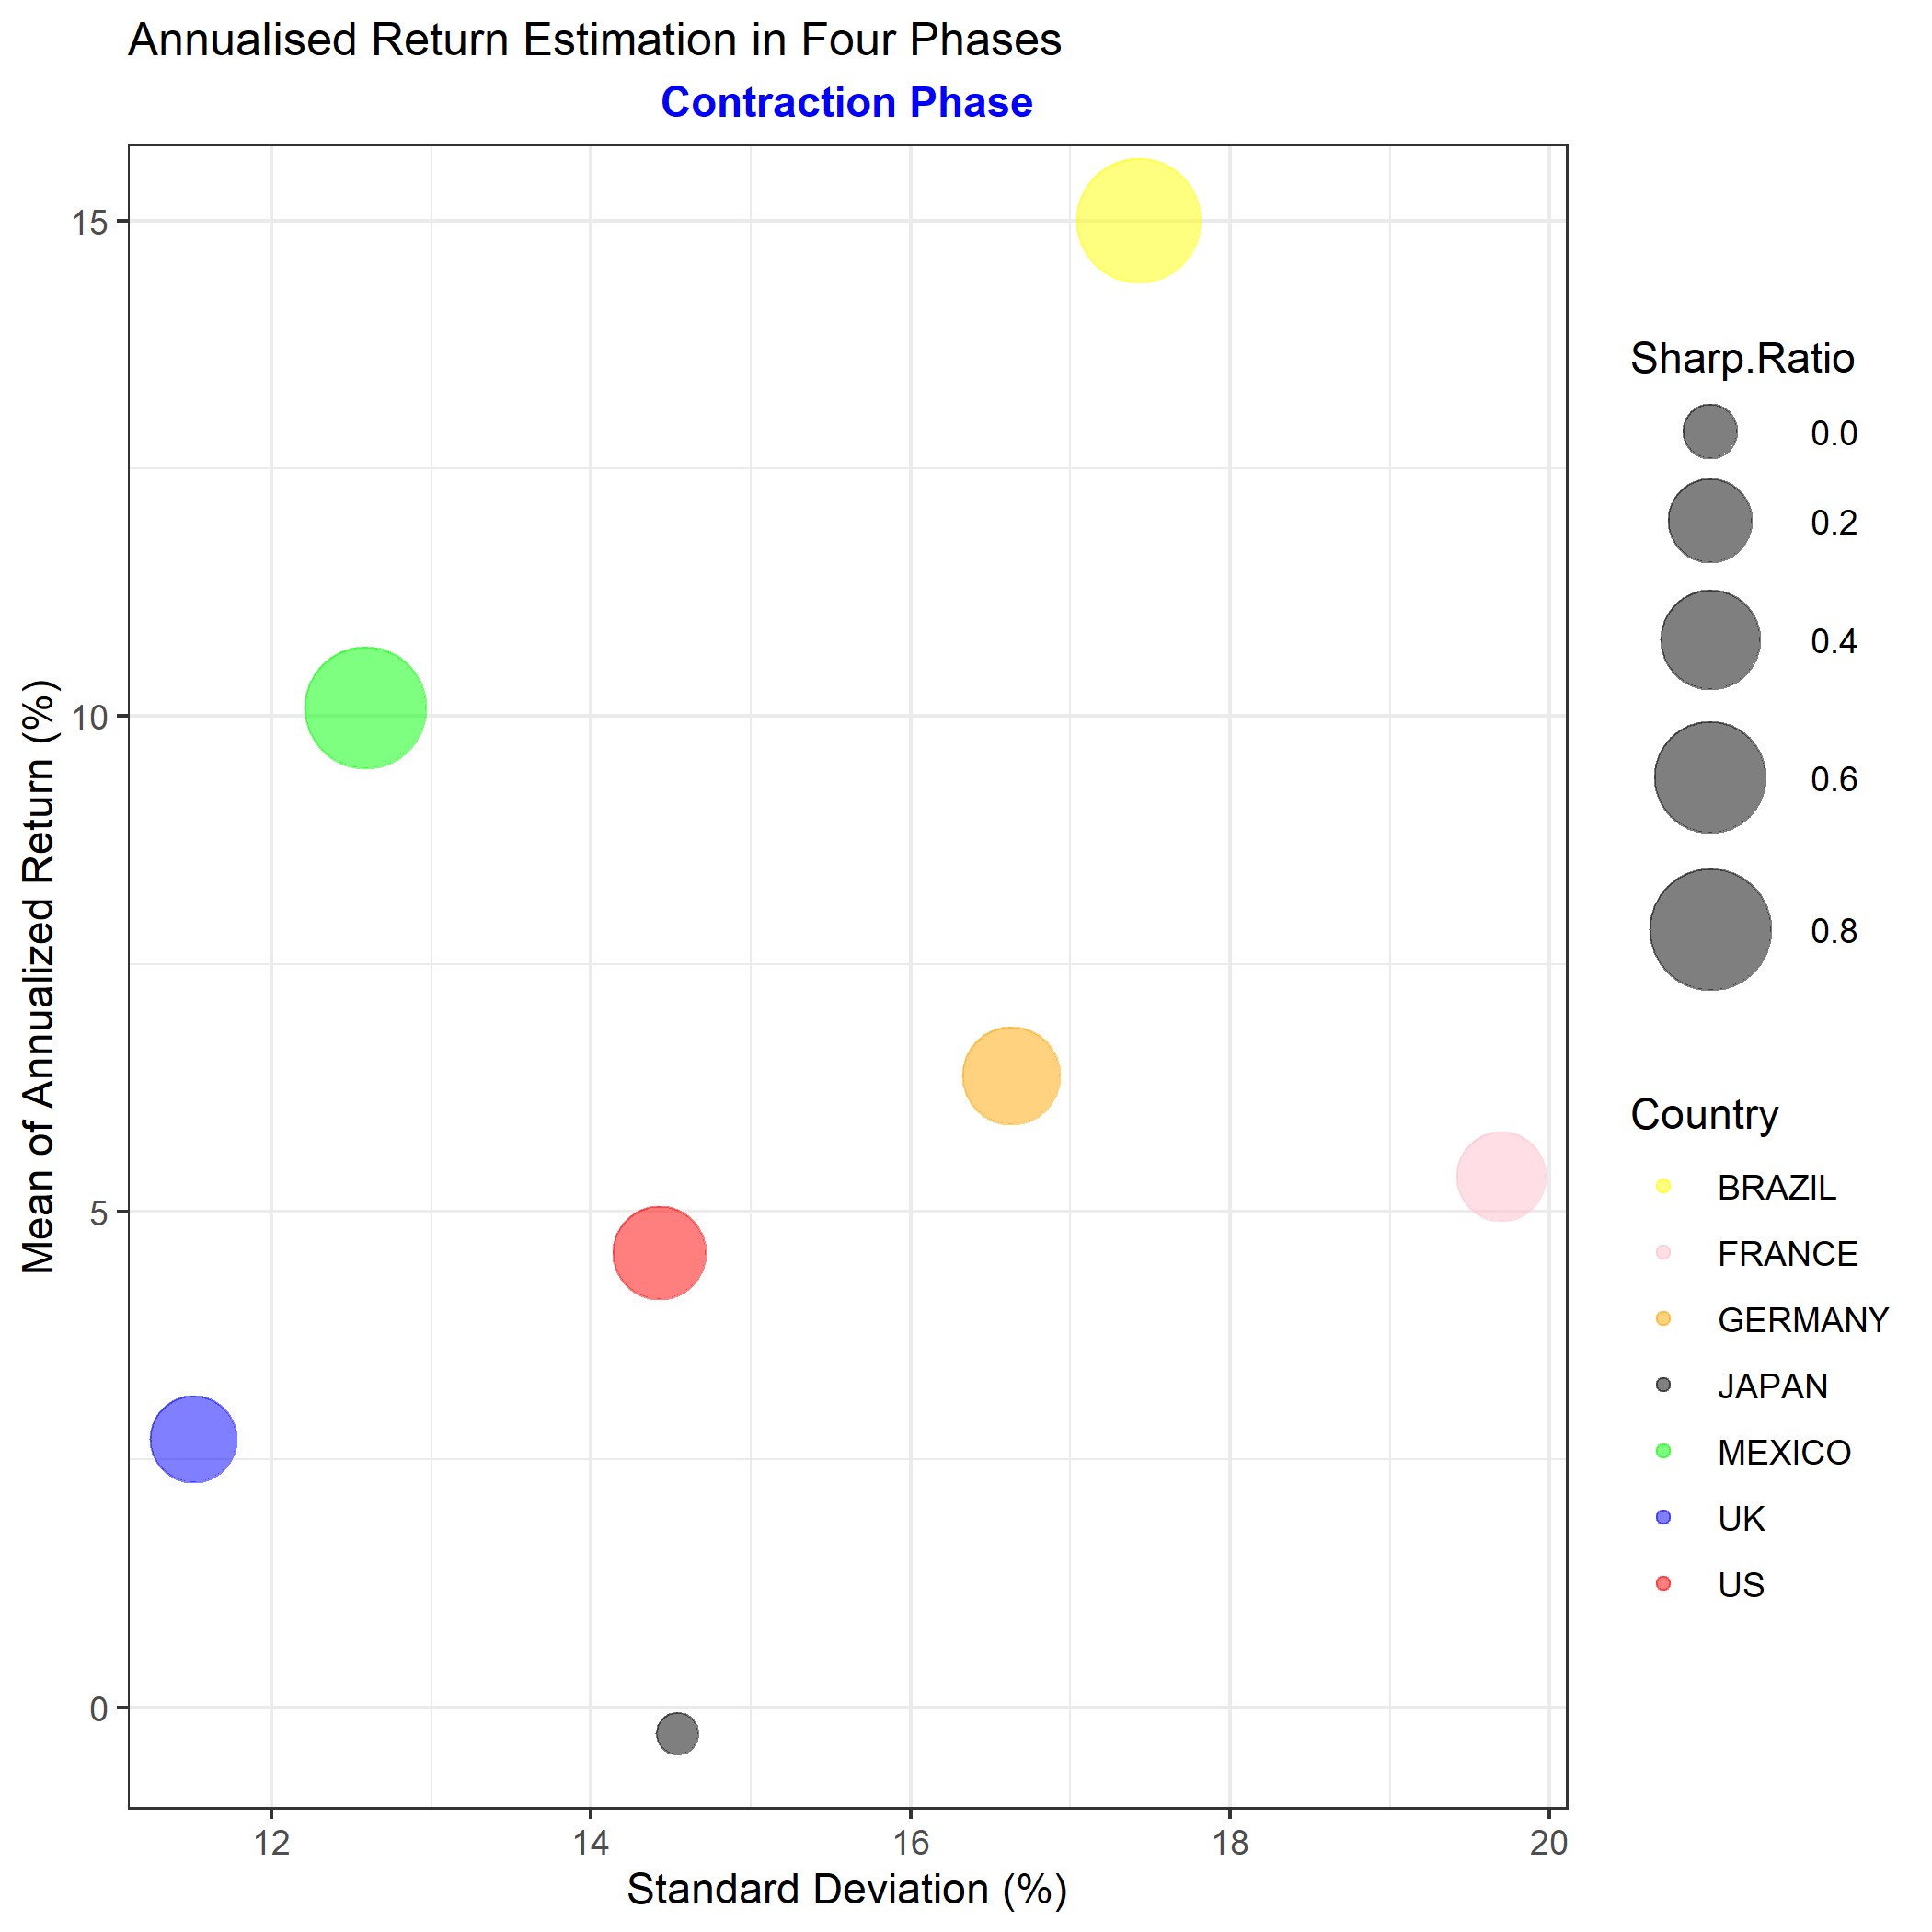 Annualised Return Estimation in Four Phases
Contraction Phase
Mean of Annualized Return (%)
15
10
5
0
12 14 16 18 20
Standard Deviation (%)
Sharp.Ratio
0.0
0.2
0.4
0.6
0.8
Country
BRAZIL
FRANCE
GERMANY
JAPAN
MEXICO
UK
US